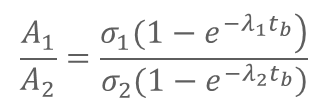 A₁/A₂ = σ₁(1 − e^(−λ₁t_b)) / σ₂(1 − e^(−λ₂t_b))